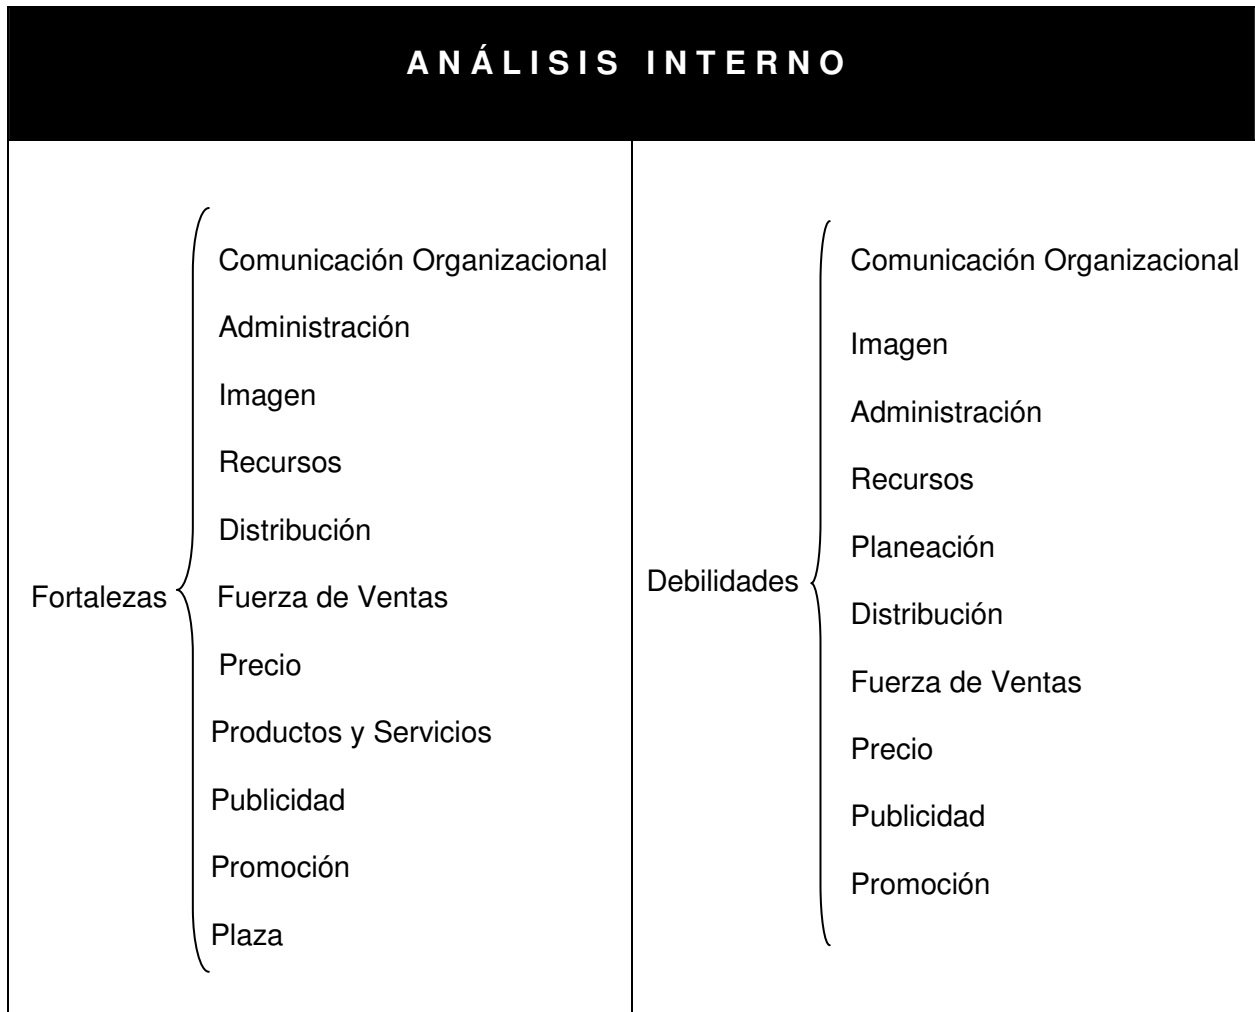 ANÁLISIS INTERNO
Fortalezas
Comunicación Organizacional
Administración
Imagen
Recursos
Distribución
Fuerza de Ventas
Precio
Productos y Servicios
Publicidad
Promoción
Plaza
Debilidades
Comunicación Organizacional
Imagen
Administración
Recursos
Planeación
Distribución
Fuerza de Ventas
Precio
Publicidad
Promoción